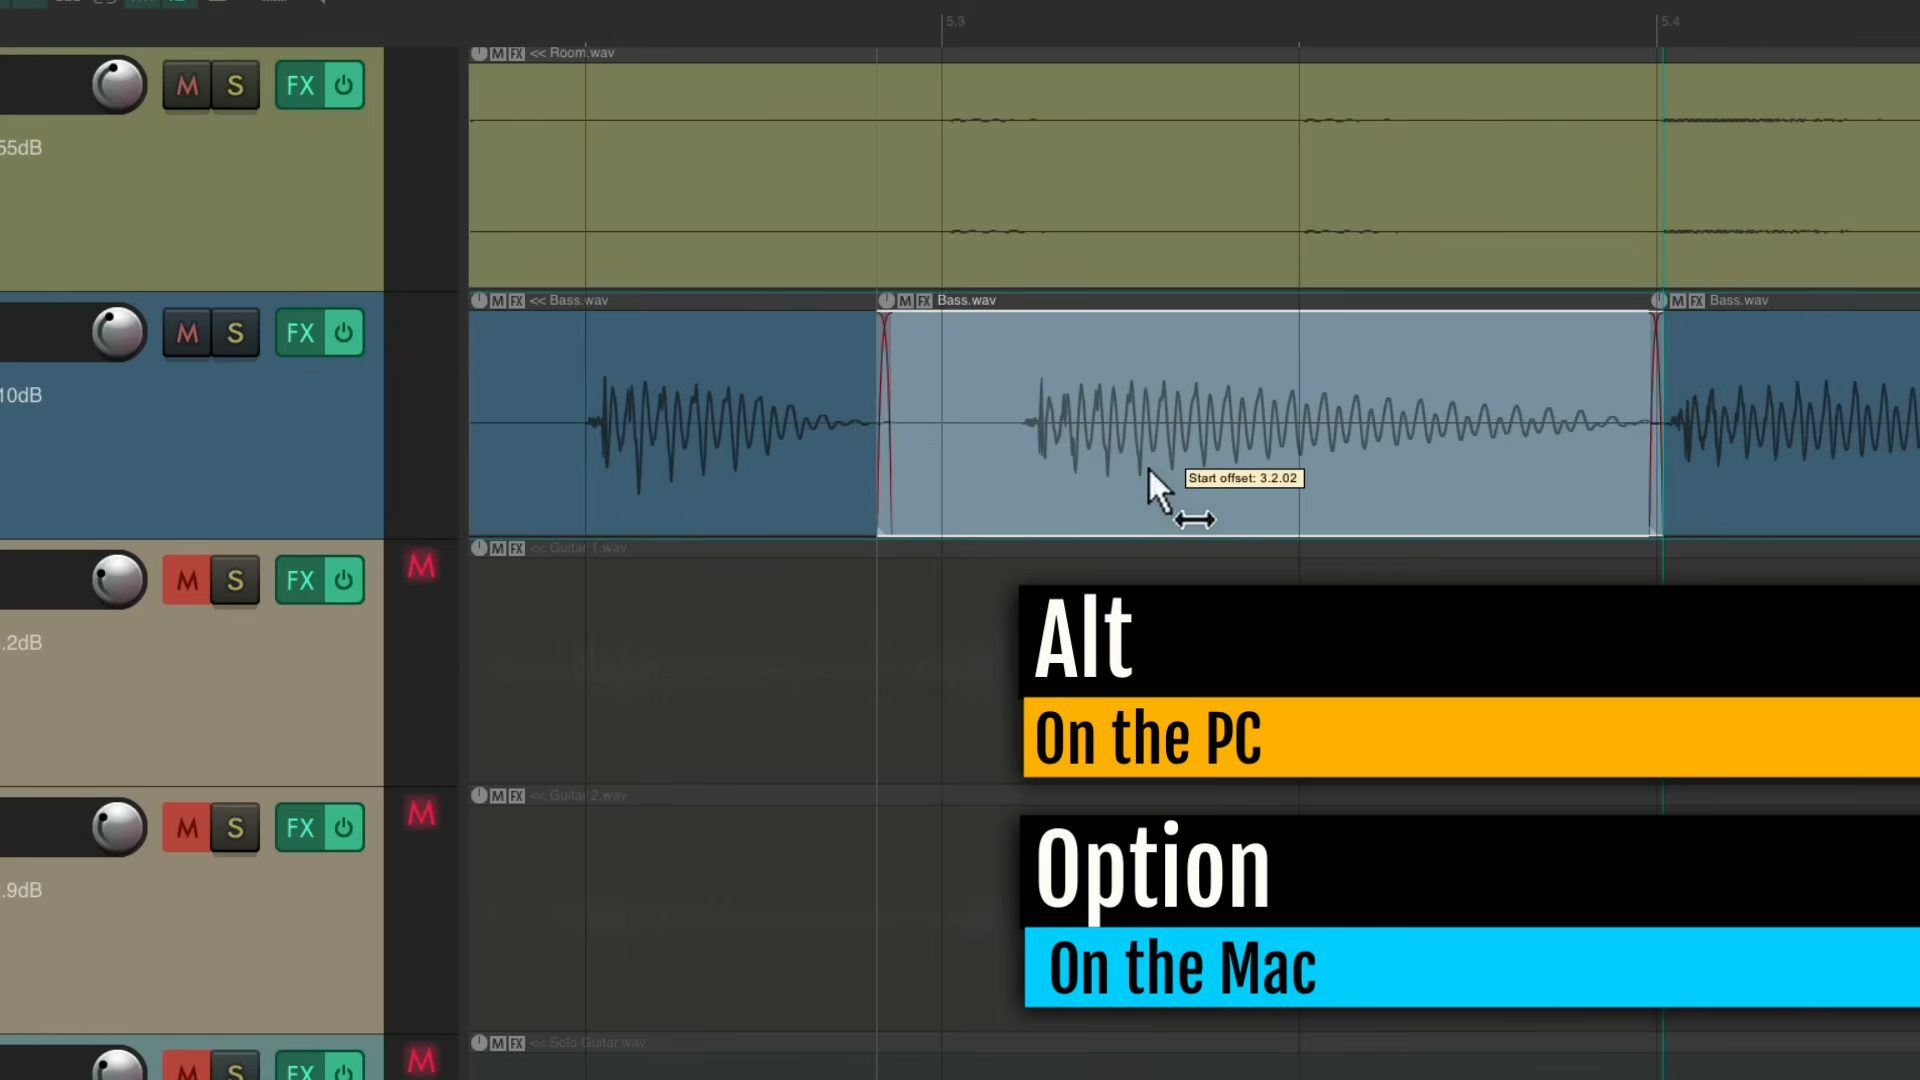 5.3
5.4
M FX << Room.wav
M S FX
55dB
M FX << Bass.wav
M FX Bass.wav
M FX Bass.wav
M S FX
10dB
Start offset: 3.2.02
M FX << Guitar 1.wav
M S FX M
.2dB
Alt
On the PC
M FX << Guitar 2.wav
M S FX M
.9dB
Option
On the Mac
M FX << Solo Guitar.wav
M S FX M